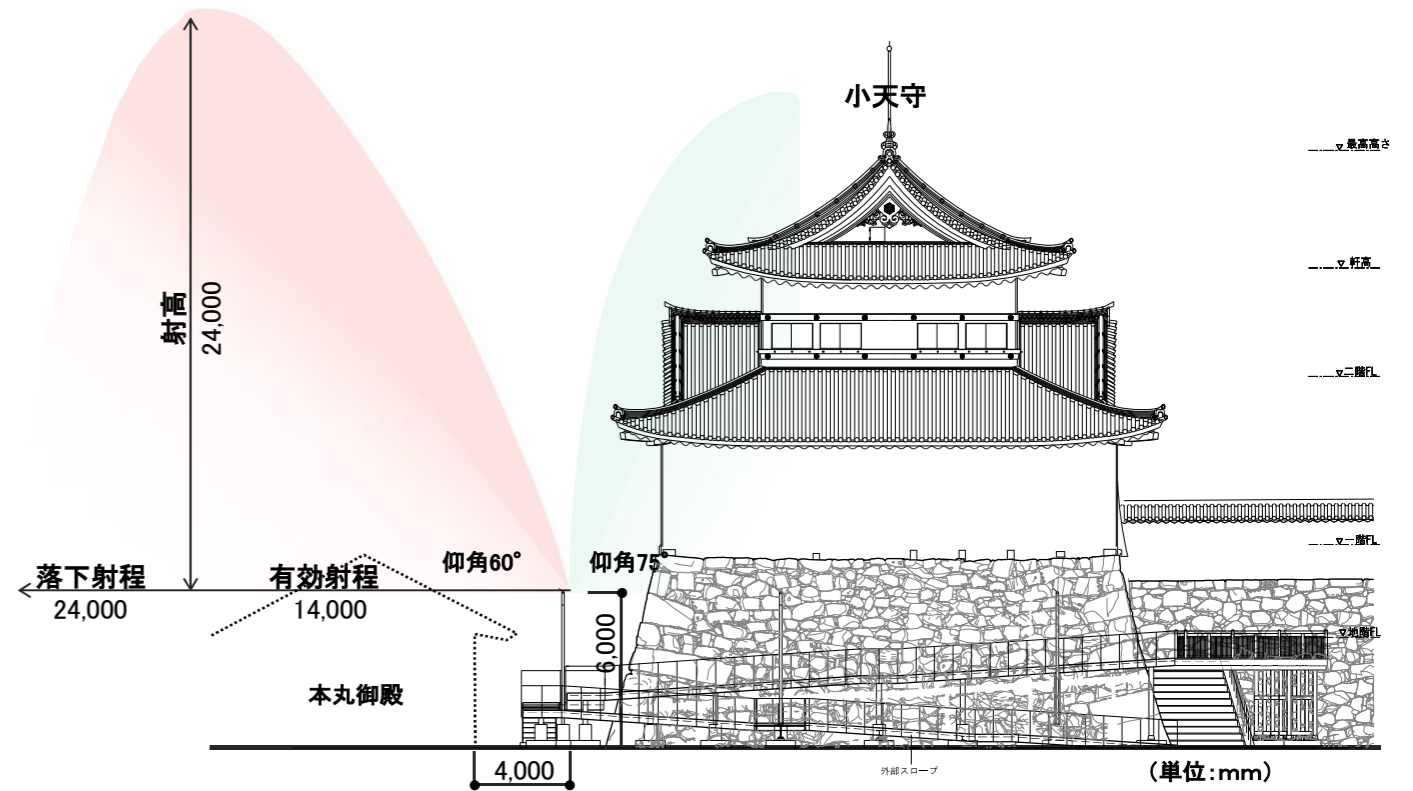 小天守
▽最高高さ
▽軒高
射高
24,000
▽二階FL
▽一階FL
仰角60°
仰角75°
落下射程
有効射程
24,000
14,000
6,000
▽地階FL
本丸御殿
4,000
外部スロープ
（単位：mm）